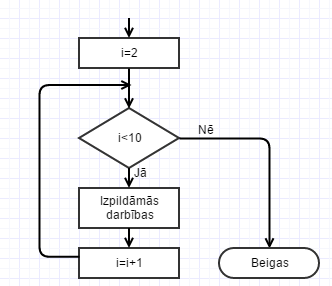 i=2
i<10
Nē
Jā
Izpildāmās
darbības
i=i+1
Beigas